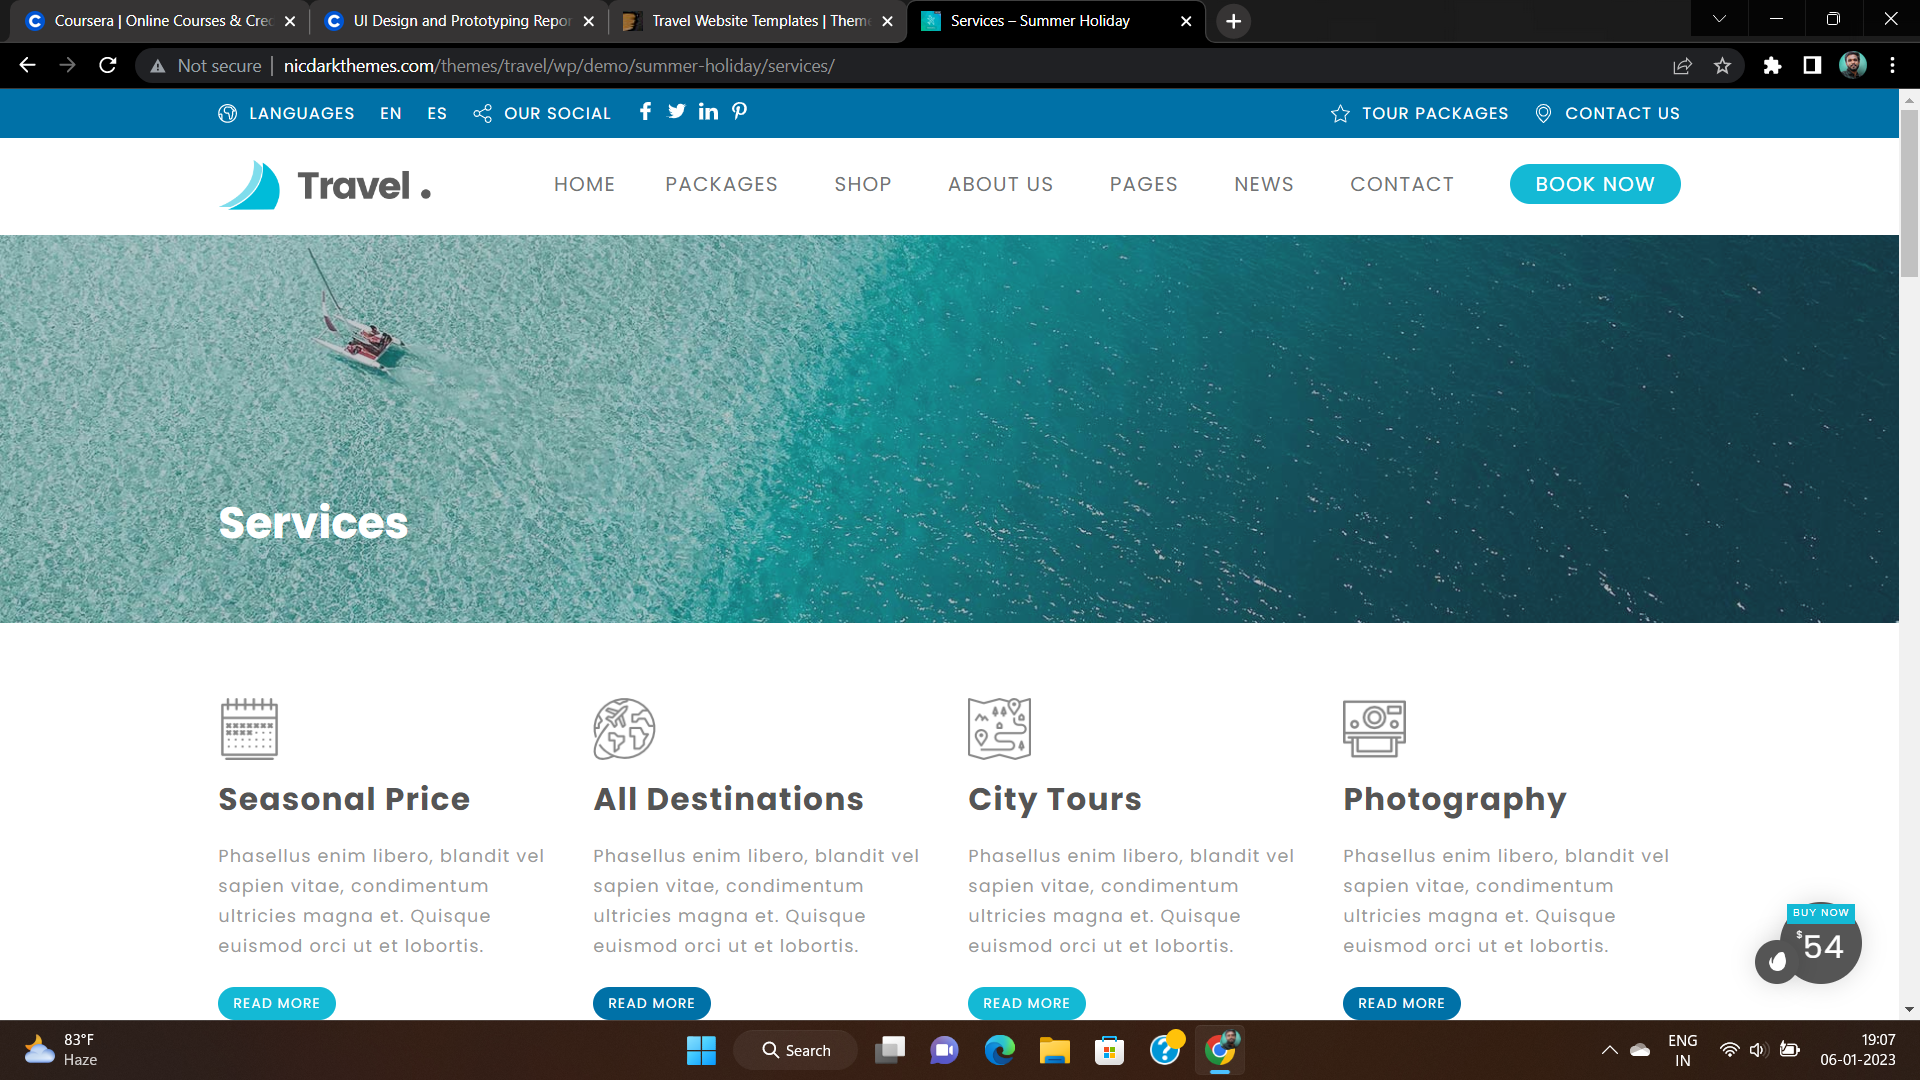 Coursera | Online Courses & Cred
UI Design and Prototyping Repor
Travel Website Templates | Theme
Services – Summer Holiday
Not secure
nicdarkthemes.com/themes/travel/wp/demo/summer-holiday/services/
LANGUAGES EN ES OUR SOCIAL
TOUR PACKAGES CONTACT US
Travel .
HOME PACKAGES SHOP ABOUT US PAGES NEWS CONTACT BOOK NOW
Services
Seasonal Price
Phasellus enim libero, blandit vel
sapien vitae, condimentum
ultricies magna et. Quisque
euismod orci ut et lobortis.
READ MORE
All Destinations
Phasellus enim libero, blandit vel
sapien vitae, condimentum
ultricies magna et. Quisque
euismod orci ut et lobortis.
READ MORE
City Tours
Phasellus enim libero, blandit vel
sapien vitae, condimentum
ultricies magna et. Quisque
euismod orci ut et lobortis.
READ MORE
Photography
Phasellus enim libero, blandit vel
sapien vitae, condimentum
ultricies magna et. Quisque
euismod orci ut et lobortis.
READ MORE
BUY NOW
$54
83°F
Haze
Search
ENG
IN
19:07
06-01-2023